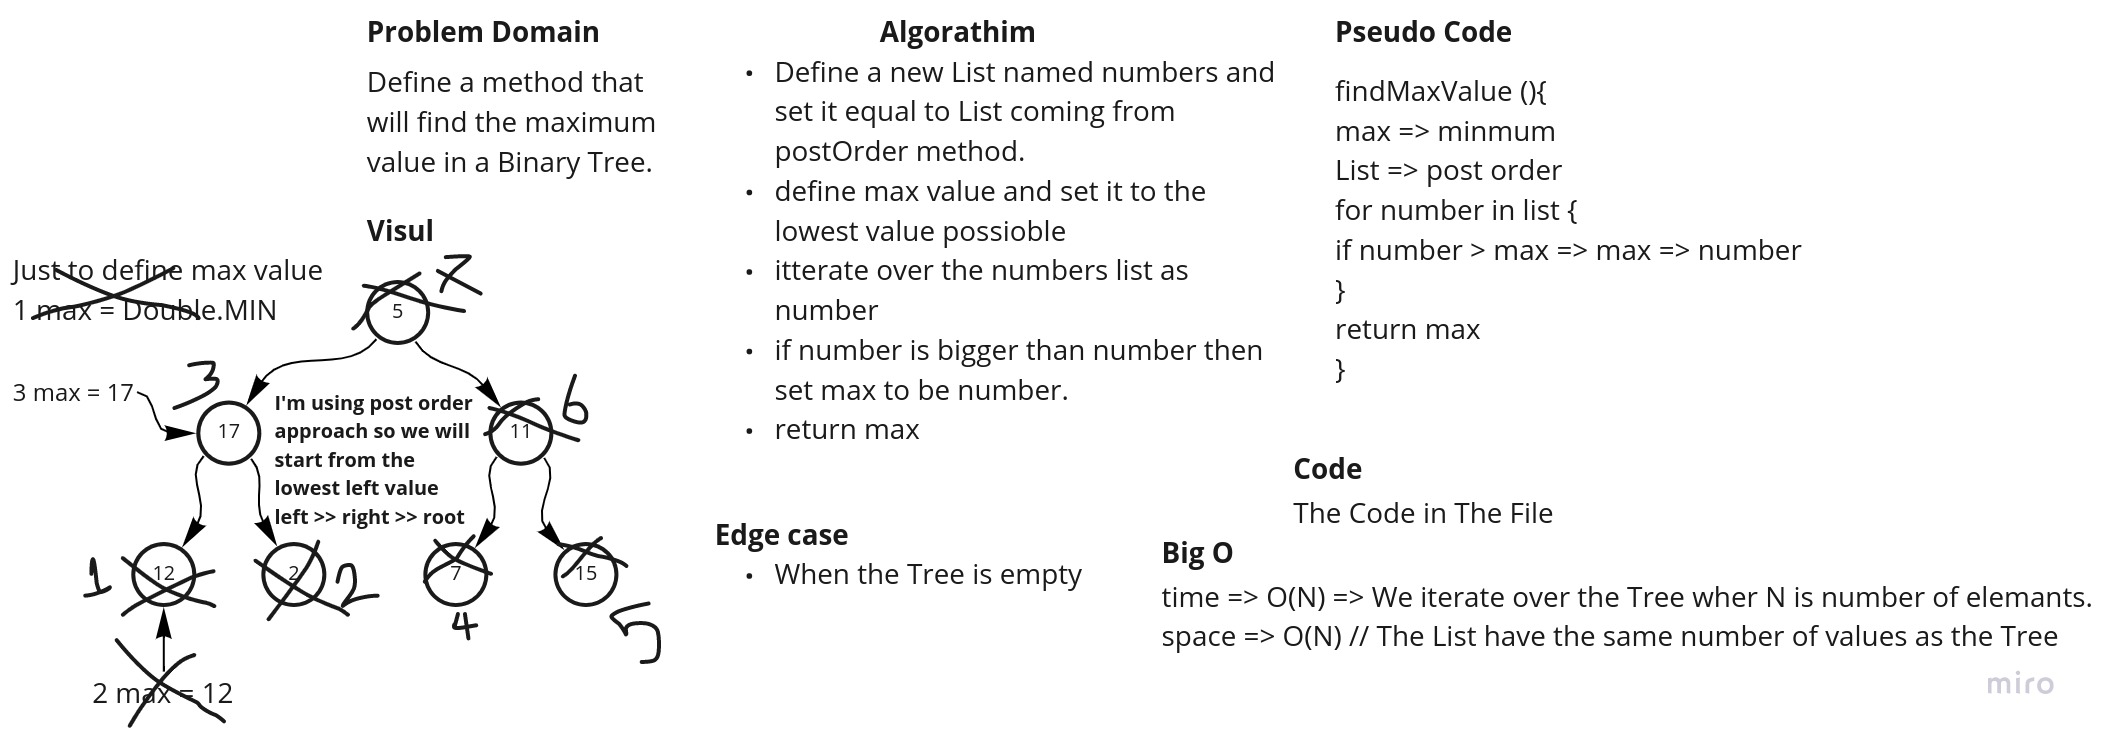 Problem Domain
Define a method that
will find the maximum
value in a Binary Tree.
Visul
Just to define max value
1 max = Double.MIN
7
5
3
3 max = 17
17
I'm using post order
approach so we will
start from the
lowest left value
left >> right >> root
6
11
1
12
2
2
7
4
15
5
2 max = 12
Algorathim
• Define a new List named numbers and
set it equal to List coming from
postOrder method.
• define max value and set it to the
lowest value possioble
• itterate over the numbers list as
number
• if number is bigger than number then
set max to be number.
• return max
Edge case
• When the Tree is empty
Pseudo Code
findMaxValue (){
max => minmum
List => post order
for number in list {
if number > max => max => number
}
return max
}
Code
The Code in The File
Big O
time => O(N) => We iterate over the Tree wher N is number of elemants.
space => O(N) // The List have the same number of values as the Tree
miro